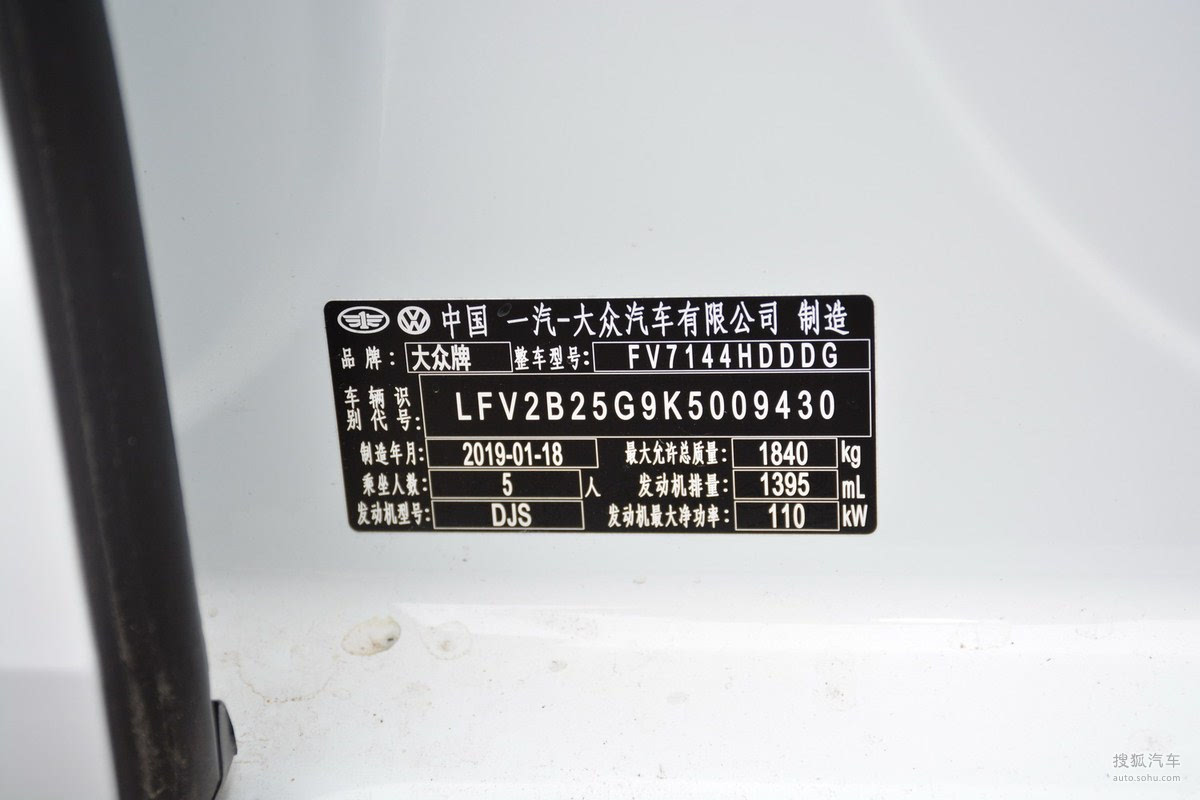 中国 一汽-大众汽车有限公司 制造
品牌: 大众牌 整车型号: FV7144HDDDG
车辆识别代号: LFV2B25G9K5009430
制造年月: 2019-01-18 最大允许总质量: 1840 kg
乘坐人数: 5 人 发动机排量: 1395 mL
发动机型号: DJS 发动机最大净功率: 110 kW
搜狐汽车
auto.sohu.com